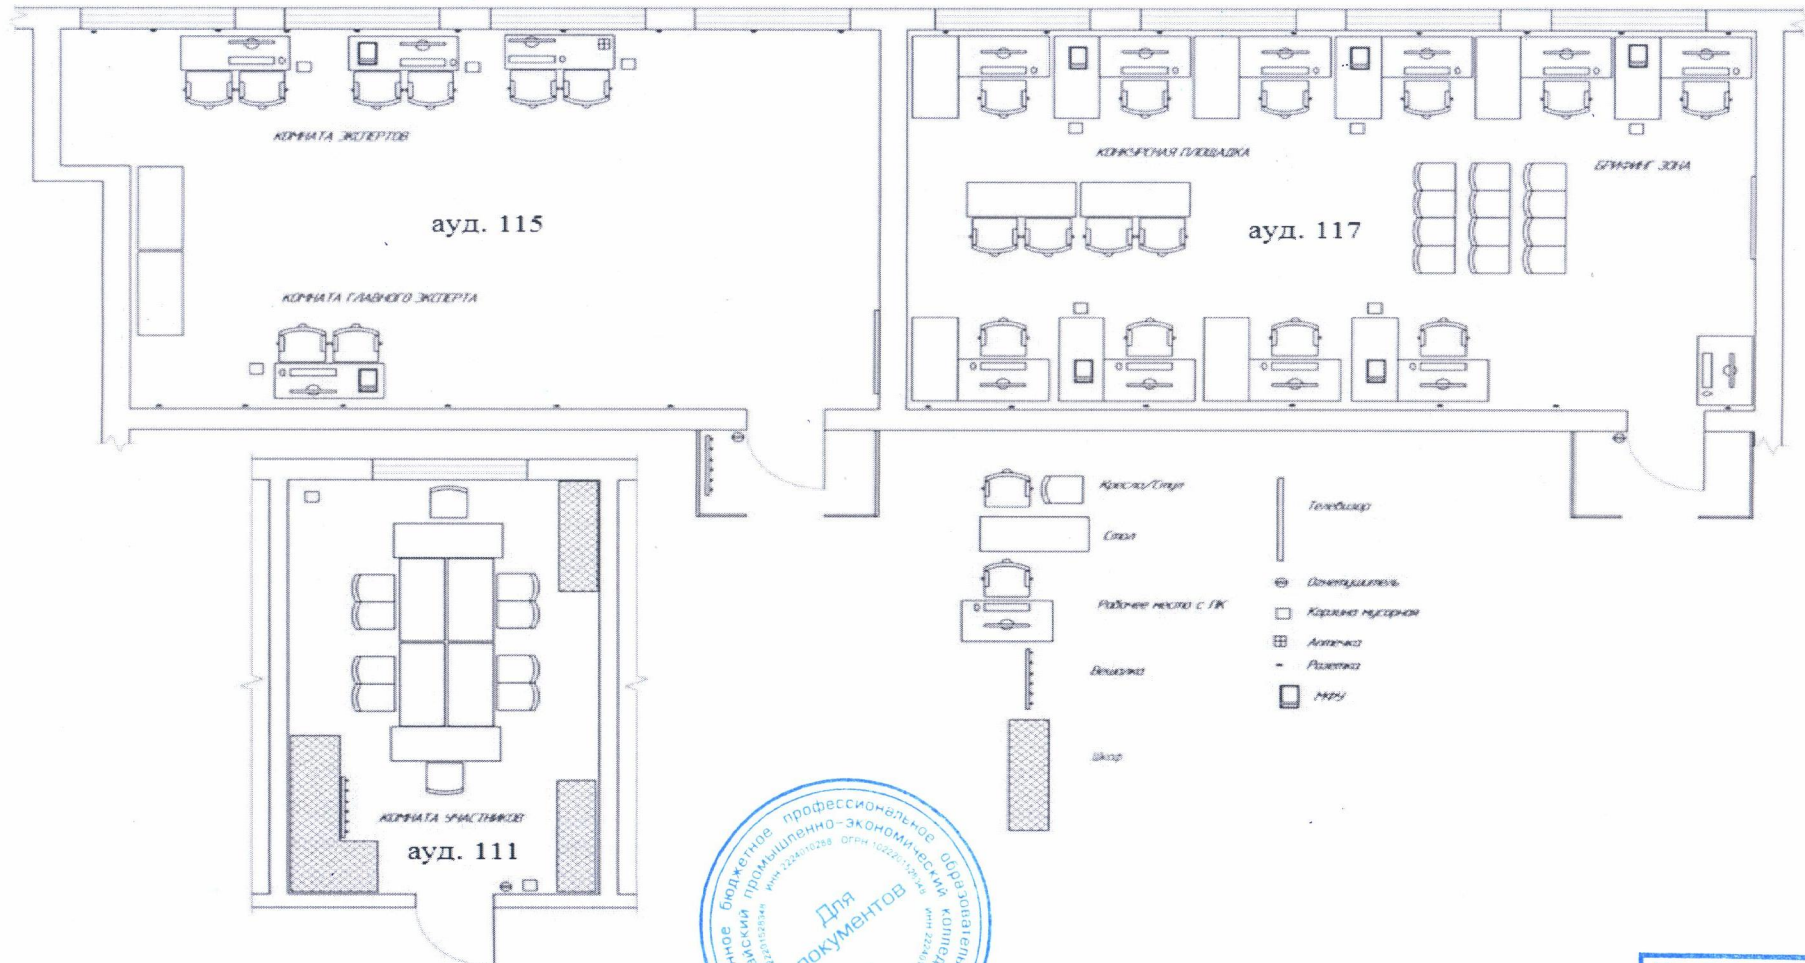 КОМНАТА ЭКСПЕРТОВ
КОНКУРСНАЯ ПЛОЩАДКА
БРИФИНГ ЗОНА
ауд. 115
ауд. 117
КОМНАТА ГЛАВНОГО ЭКСПЕРТА
Кресло/Стул
Стол
Рабочее место с ПК
Вешалка
Шкаф
Телевизор
Огнетушитель
Корзина мусорная
Аптечка
Розетка
МФУ
КОМНАТА УЧАСТНИКОВ
ауд. 111
бюджетное профессиональное
промышленно-экономический
Для
документов